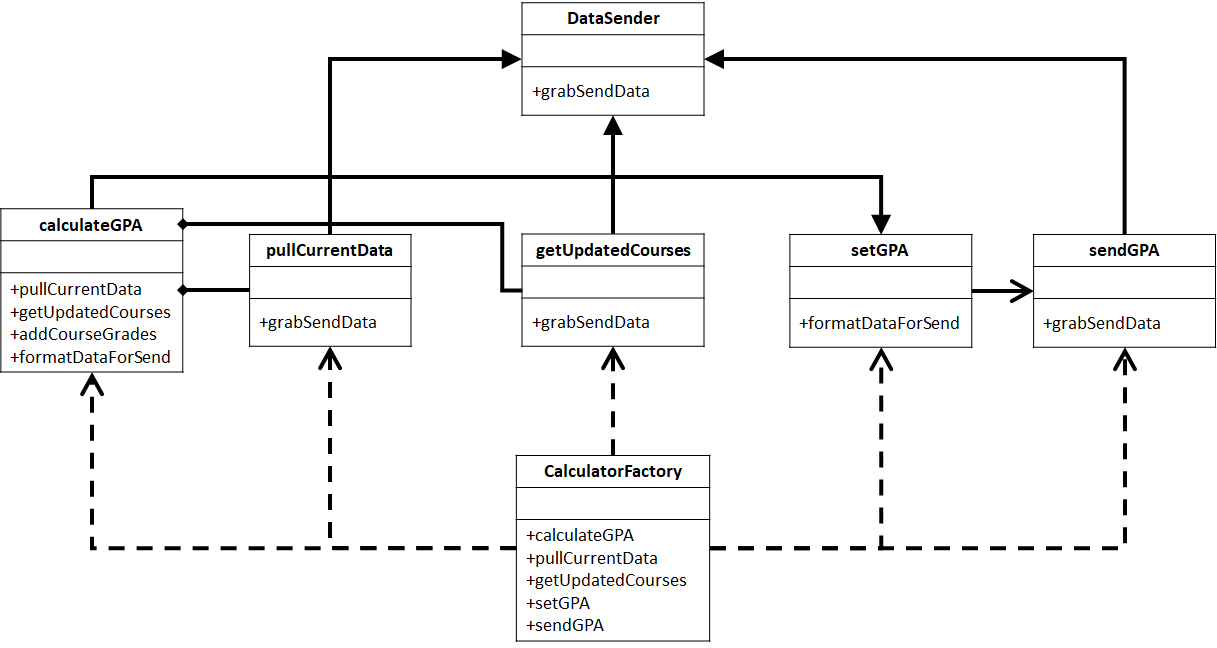 DataSender
+grabSendData
calculateGPA
+pullCurrentData
+getUpdatedCourses
+addCourseGrades
+formatDataForSend
pullCurrentData
+grabSendData
getUpdatedCourses
+grabSendData
setGPA
+formatDataForSend
sendGPA
+grabSendData
CalculatorFactory
+calculateGPA
+pullCurrentData
+getUpdatedCourses
+setGPA
+sendGPA